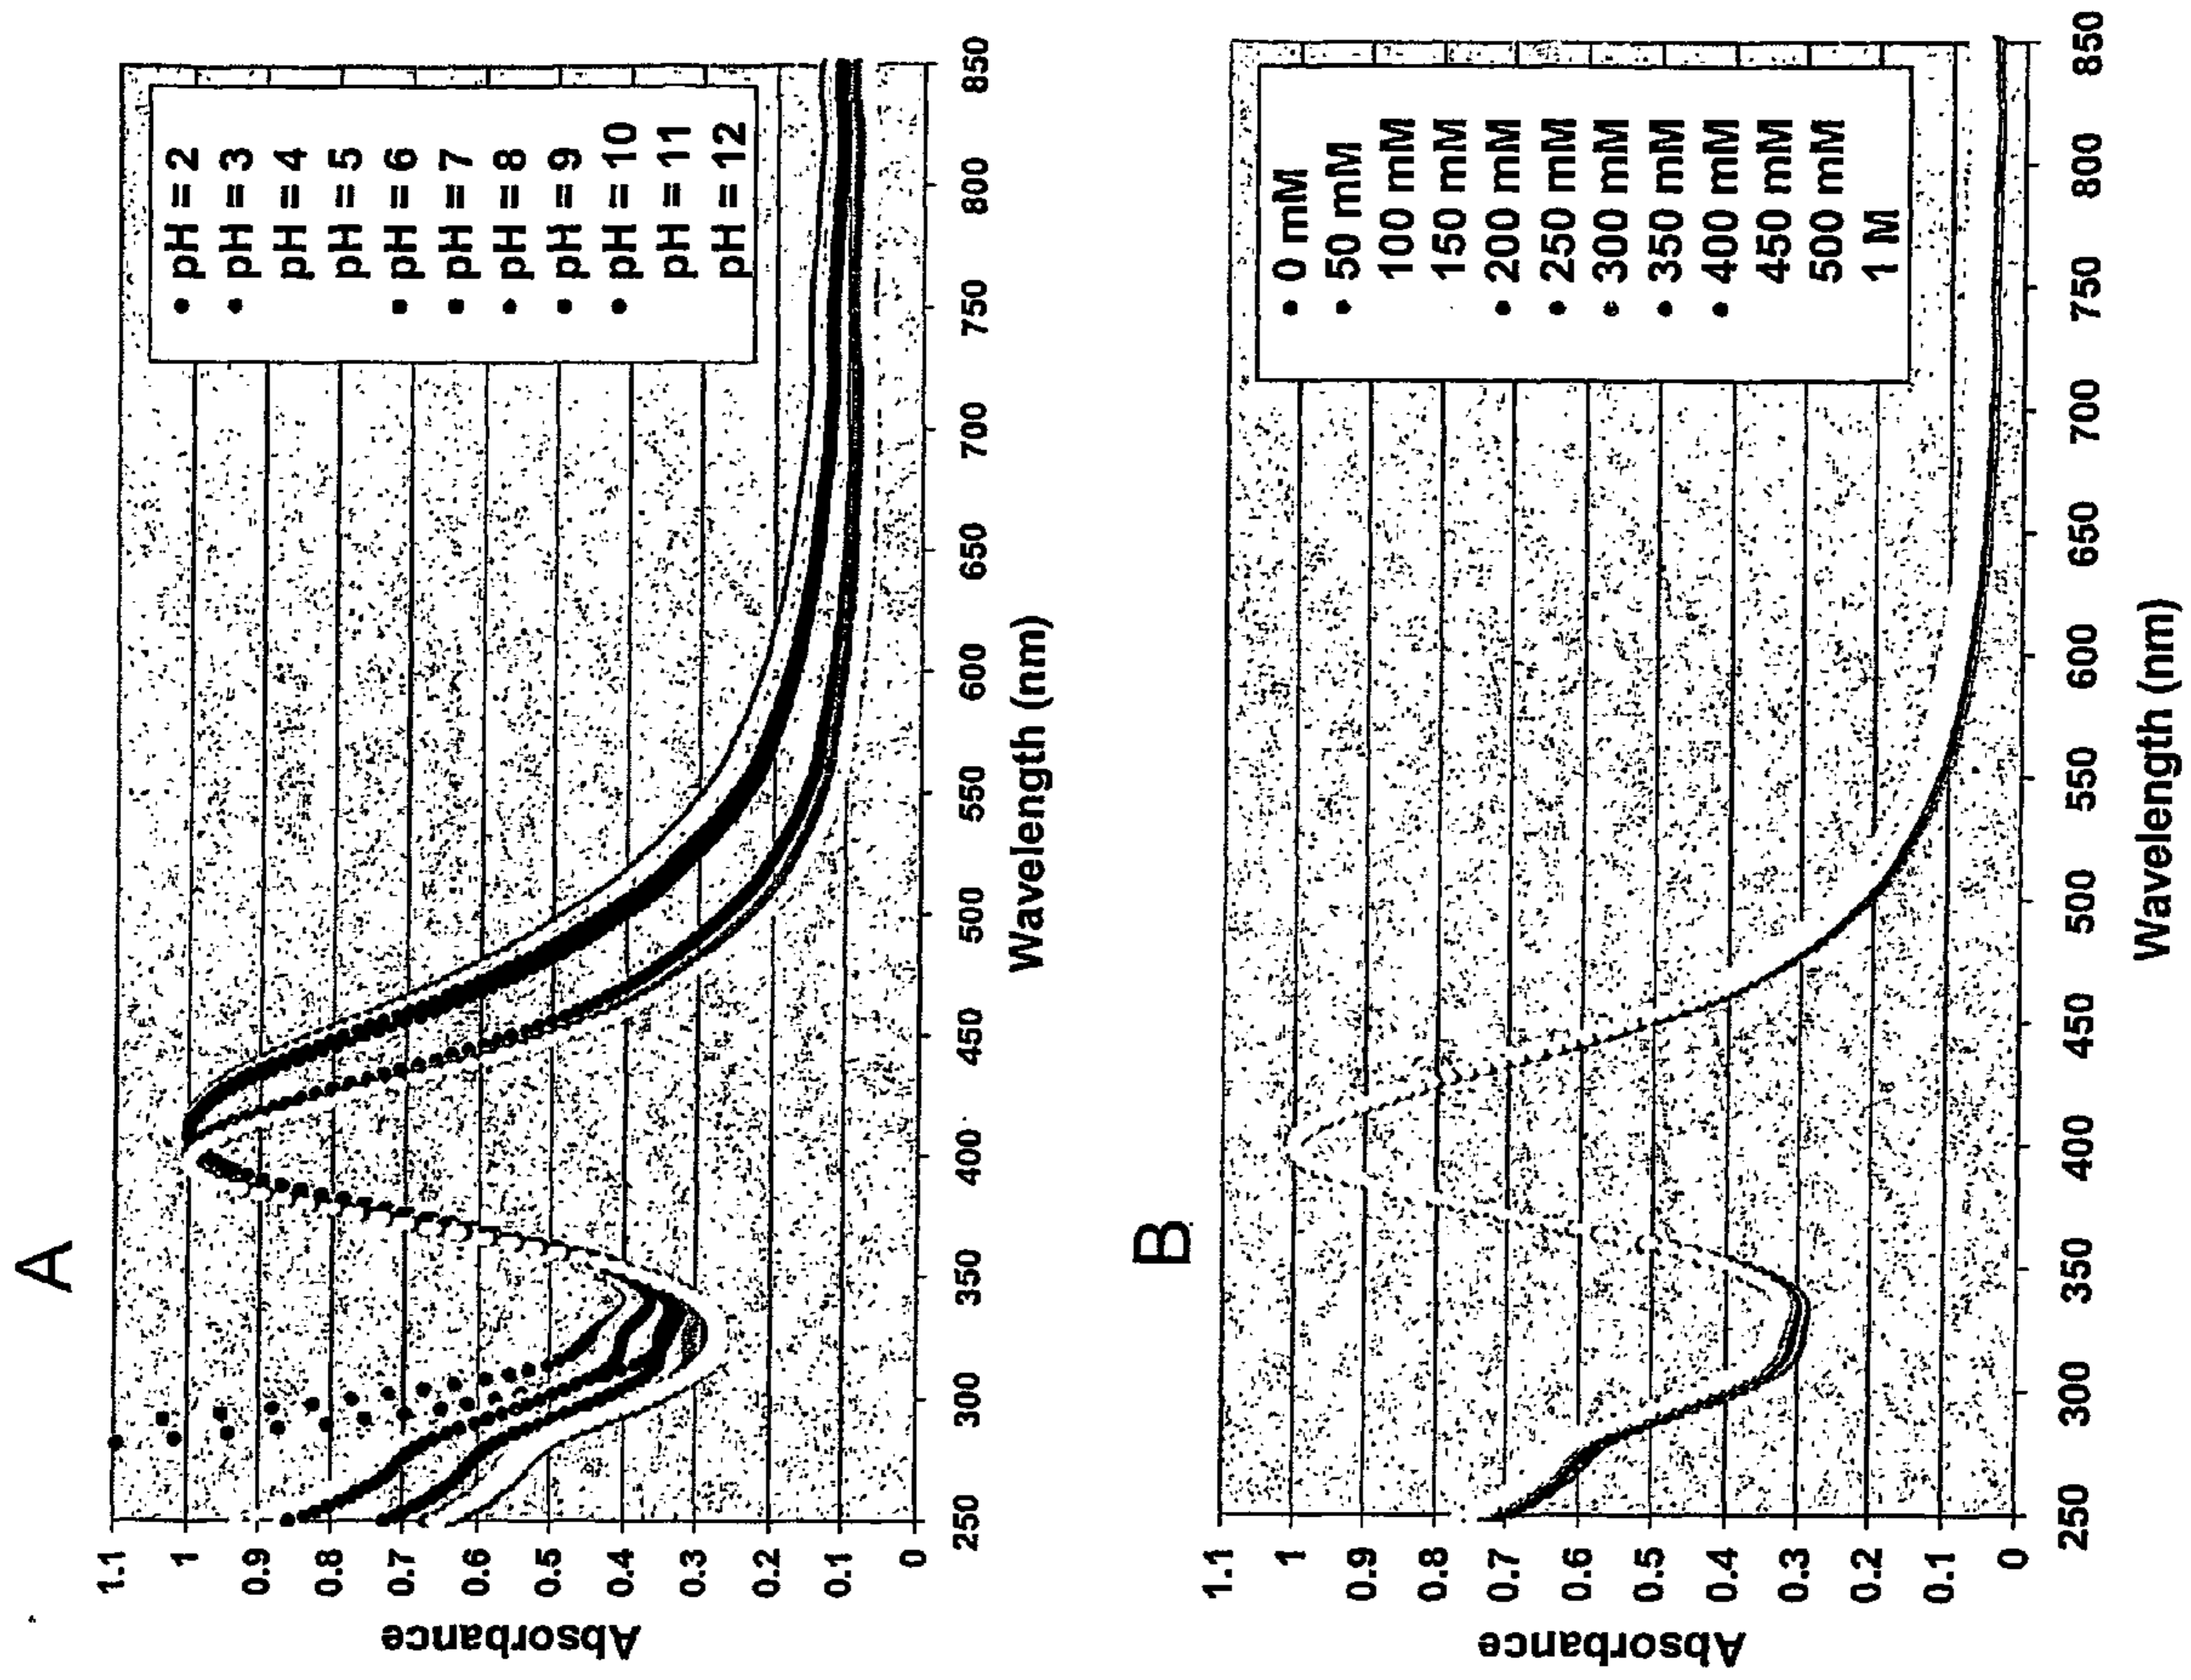 A
Absorbance
1.1
1
0.9
0.8
0.7
0.6
0.5
0.4
0.3
0.2
0.1
0
250
300
350
400
450
500
550
600
650
700
750
800
850
Wavelength (nm)
• pH = 2
• pH = 3
pH = 4
pH = 5
• pH = 6
• pH = 7
• pH = 8
• pH = 9
• pH = 10
pH = 11
pH = 12
B
Absorbance
1.1
1
0.9
0.8
0.7
0.6
0.5
0.4
0.3
0.2
0.1
0
250
300
350
400
450
500
550
600
650
700
750
800
850
Wavelength (nm)
• 0 mM
• 50 mM
100 mM
150 mM
• 200 mM
• 250 mM
• 300 mM
• 350 mM
• 400 mM
450 mM
500 mM
1 M